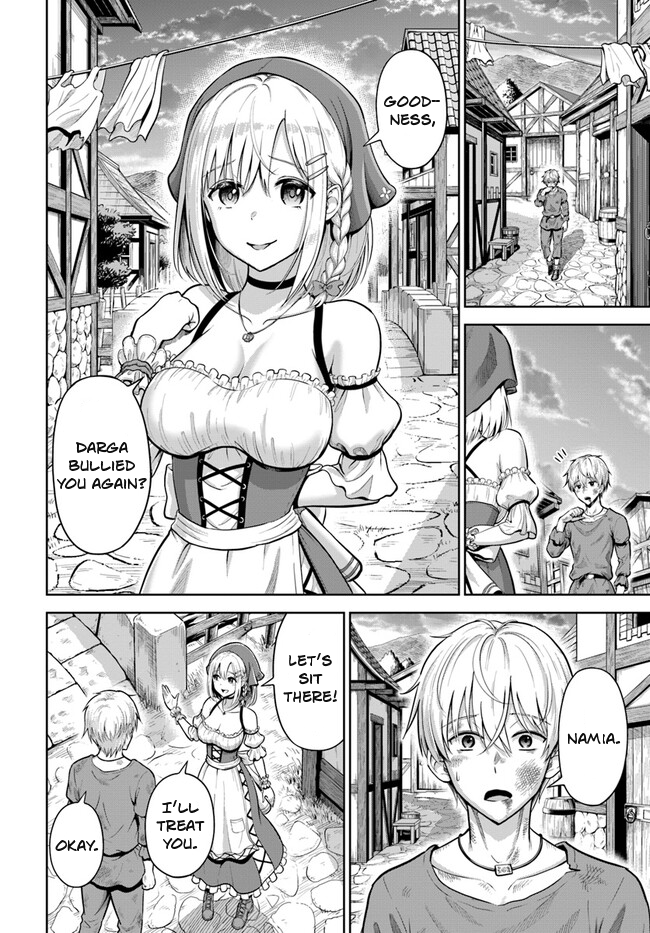 GOOD-
NESS,
DARGA
BULLIED
YOU AGAIN?
NAMIA.
LET'S
SIT
THERE!
I'LL
TREAT
YOU.
OKAY.